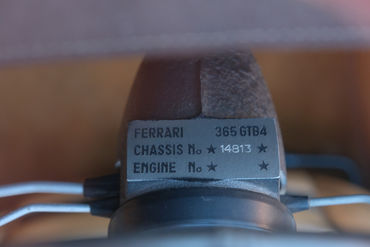 FERRARI 365 GTB4
CHASSIS No ★ 14813 ★
ENGINE No ★ ★